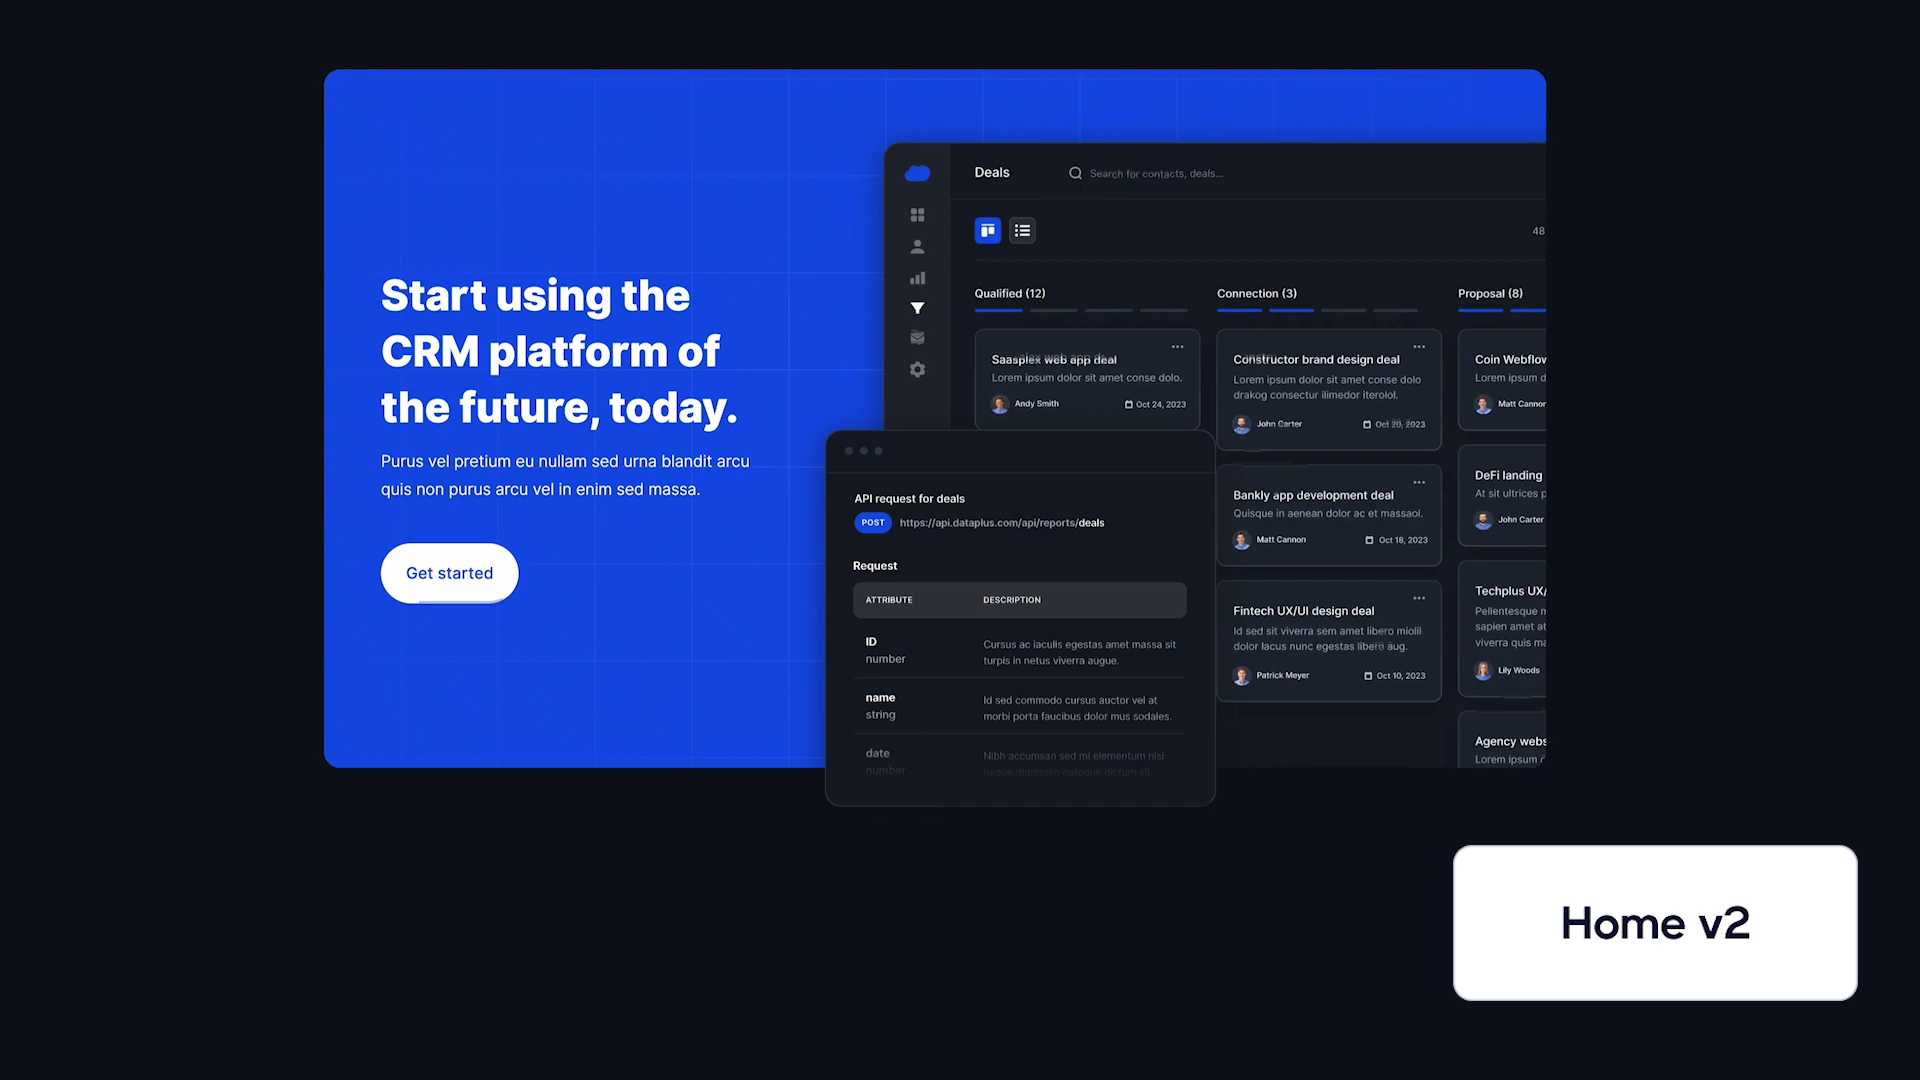 Start using the
CRM platform of
the future, today.
Purus vel pretium eu nullam sed urna blandit arcu
quis non purus arcu vel in enim sed massa.
Get started
Deals
Search for contacts, deals...
48
Qualified (12)
Saasplex web app deal
Lorem ipsum dolor sit amet conse dolo.
Andy Smith
Oct 24, 2023
Connection (3)
Constructor brand design deal
Lorem ipsum dolor sit amet conse dolo
drakog consectur ilimedor iterolol.
John Carter
Oct 20, 2023
Bankly app development deal
Quisque in aenean dolor ac et massaol.
Matt Cannon
Oct 18, 2023
Fintech UX/UI design deal
Id sed sit viverra sem amet libero miolil
dolor lacus nunc egestas libero aug.
Patrick Meyer
Oct 10, 2023
Proposal (8)
Coin Webflow
Lorem ipsum d
Matt Cannon
DeFi landing
At sit ultrices p
John Carter
Techplus UX/
Pellentesque m
sapien amet at
viverra quis ma
Lily Woods
Agency webs
Lorem ipsum d
API request for deals
POST https://api.dataplus.com/api/reports/deals
Request
ATTRIBUTE DESCRIPTION
ID
number
Cursus ac iaculis egestas amet massa sit
turpis in netus viverra augue.
name
string
Id sed commodo cursus auctor vel at
morbi porta faucibus dolor mus sodales.
date
number
Nibh accumsan sed mi elementum nisi
neque dignissim natoque dictum sit.
Home v2